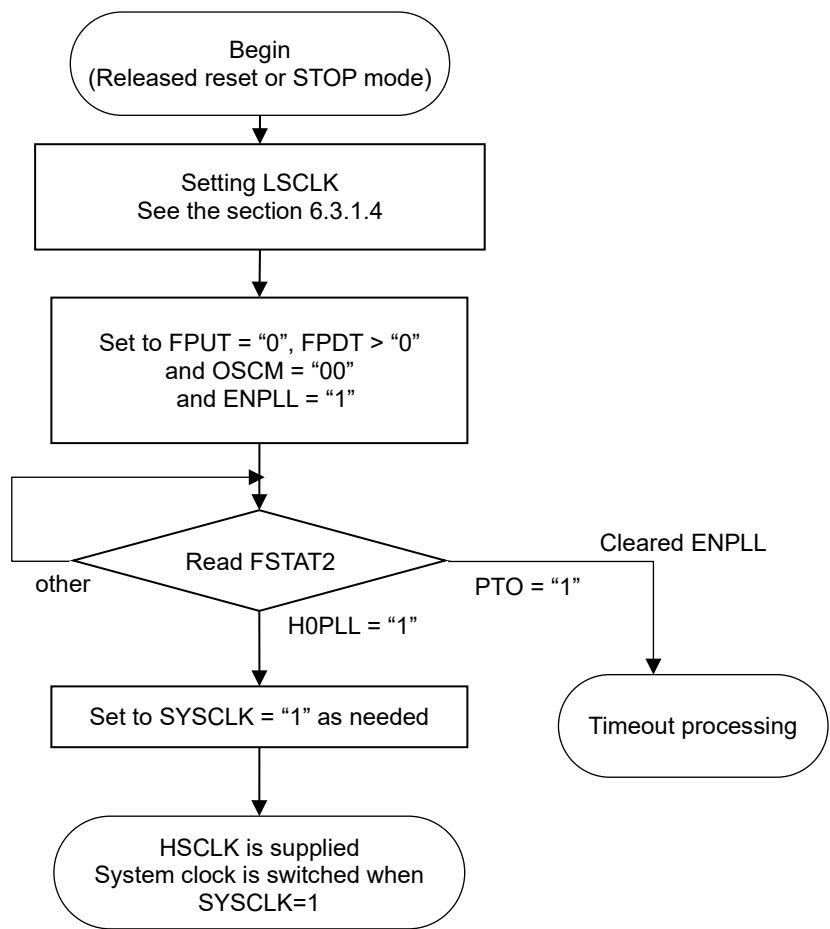 Begin
(Released reset or STOP mode)
Setting LSCLK
See the section 6.3.1.4
Set to FPUT = “0”, FPDT > “0”
and OSCM = “00”
and ENPLL = “1”
Read FSTAT2
other
Cleared ENPLL
PTO = “1”
H0PLL = “1”
Set to SYSCLK = “1” as needed
Timeout processing
HSCLK is supplied
System clock is switched when
SYSCLK=1